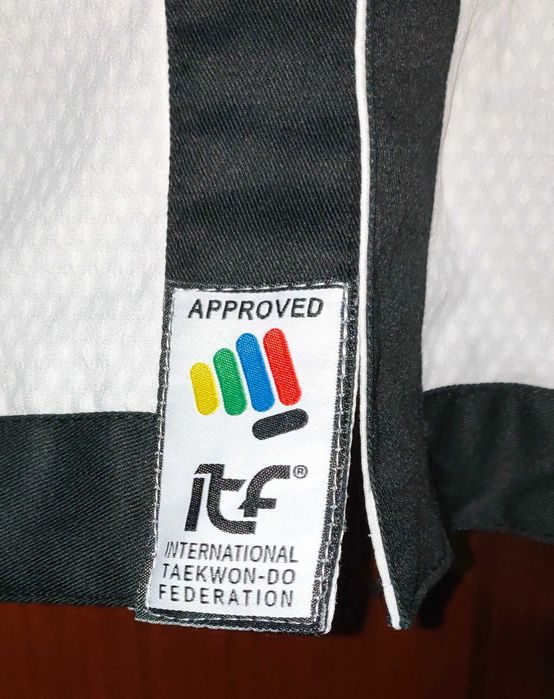 APPROVED
itf®
INTERNATIONAL
TAEKWON-DO
FEDERATION